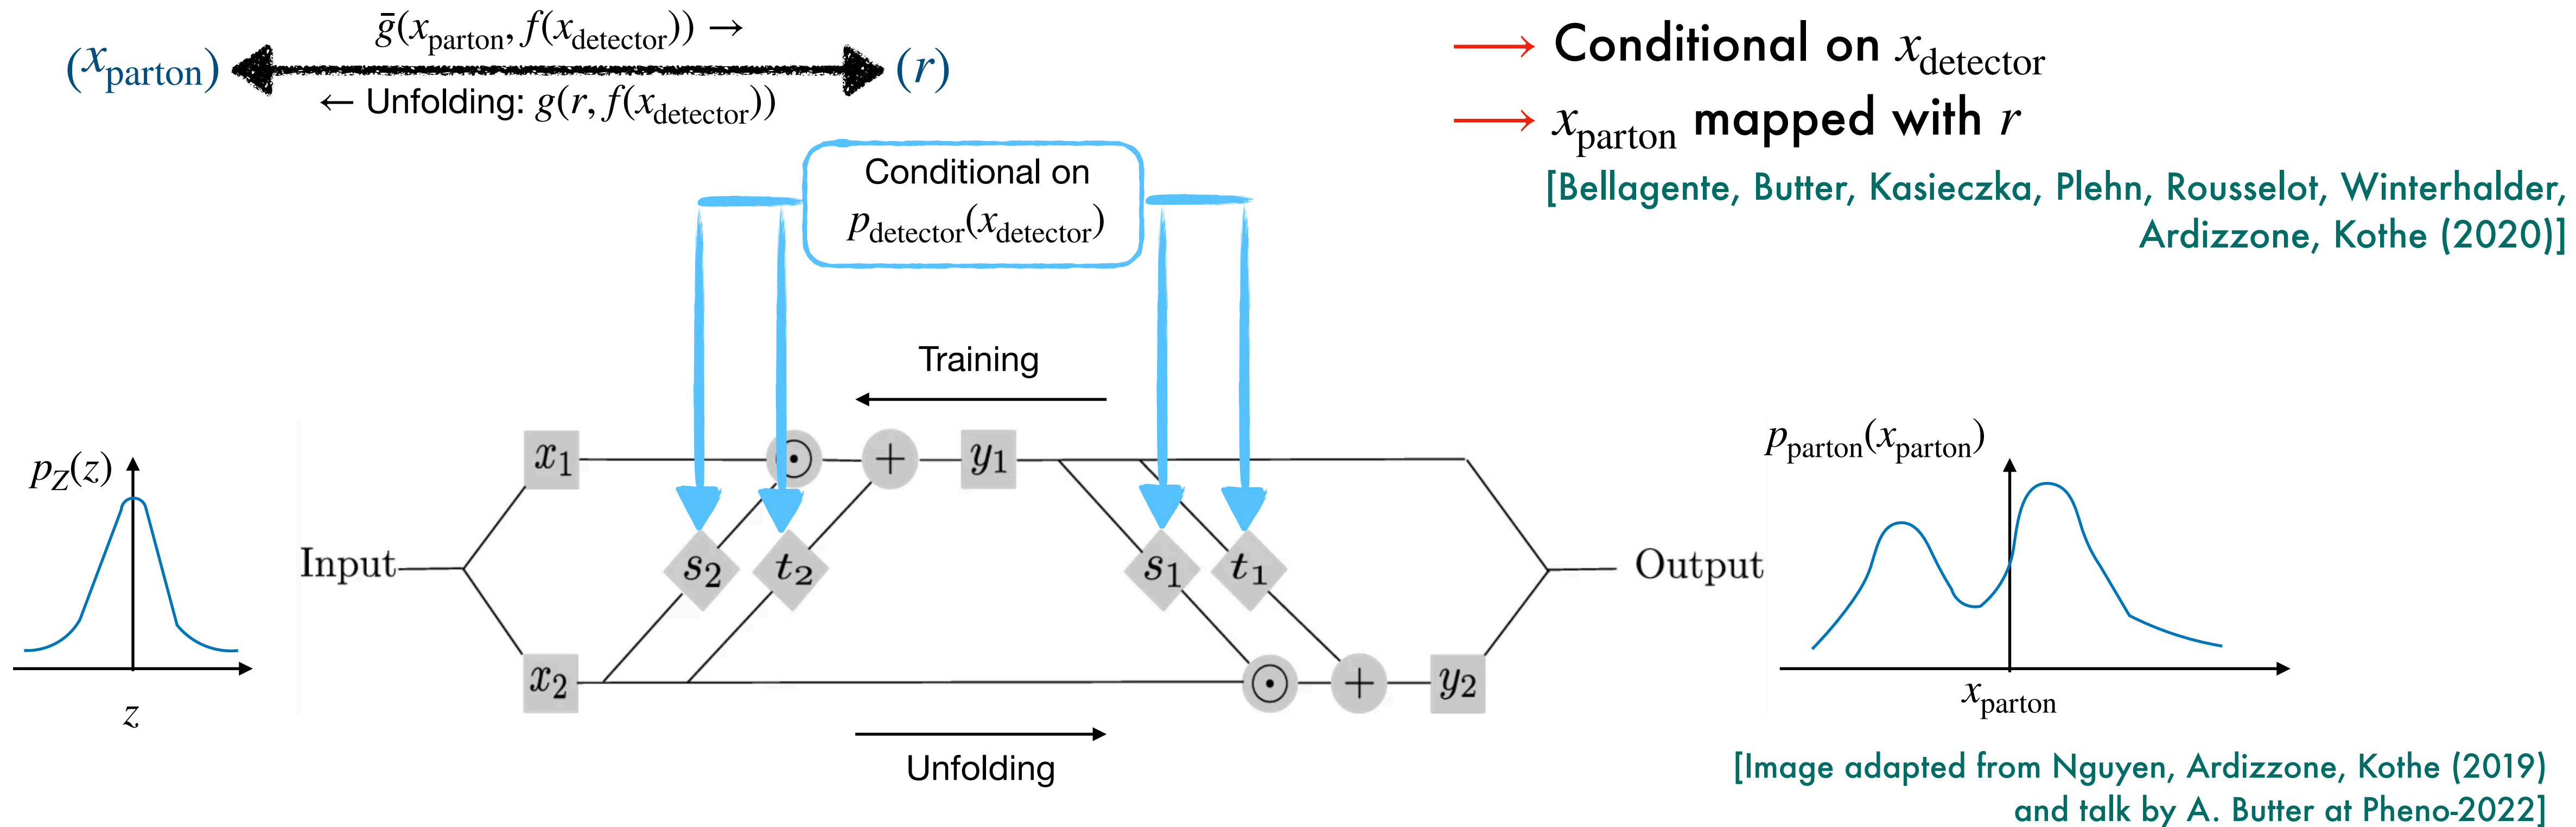 ḡ(x_parton, f(x_detector)) →
(x_parton) (r)
← Unfolding: g(r, f(x_detector))
→ Conditional on x_detector
→ x_parton mapped with r
[Bellagente, Butter, Kasieczka, Plehn, Rousselot, Winterhalder,
Ardizzone, Kothe (2020)]
Conditional on
p_detector(x_detector)
Training
p_Z(z)
z
Input
x_1 ⊙ + y_1
s_2 t_2 s_1 t_1
x_2 ⊙ + y_2
Output
Unfolding
p_parton(x_parton)
x_parton
[Image adapted from Nguyen, Ardizzone, Kothe (2019)
and talk by A. Butter at Pheno-2022]